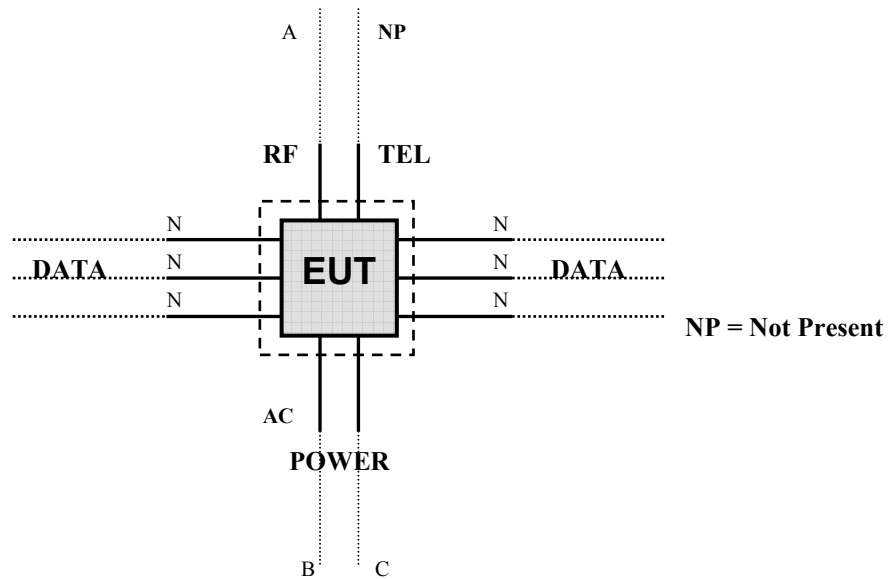 A NP
RF TEL
N N
N EUT N
DATA DATA
N N
NP = Not Present
AC
POWER
B C